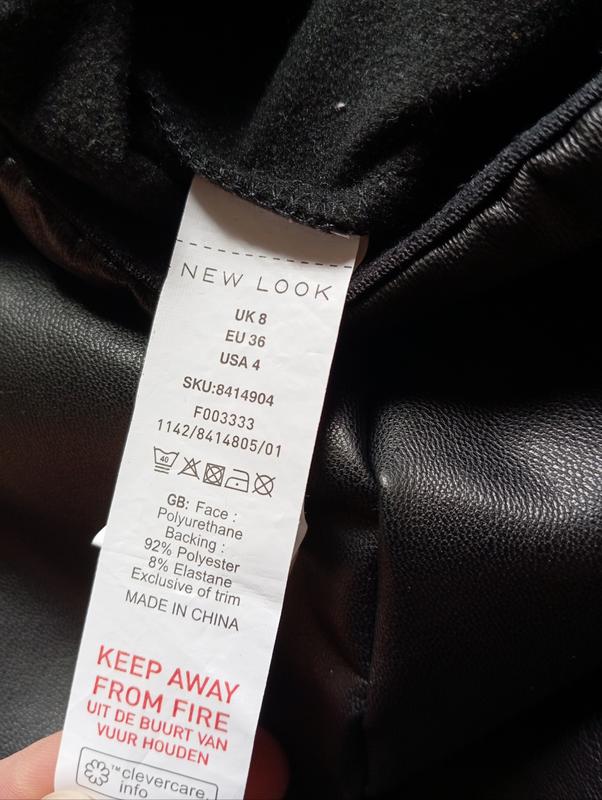 NEW LOOK
UK 8
EU 36
USA 4
SKU:8414904
F003333
1142/8414805/01
40
GB: Face :
Polyurethane
Backing :
92% Polyester
8% Elastane
Exclusive of trim
MADE IN CHINA
KEEP AWAY
FROM FIRE
UIT DE BUURT VAN
VUUR HOUDEN
™clevercare.
info